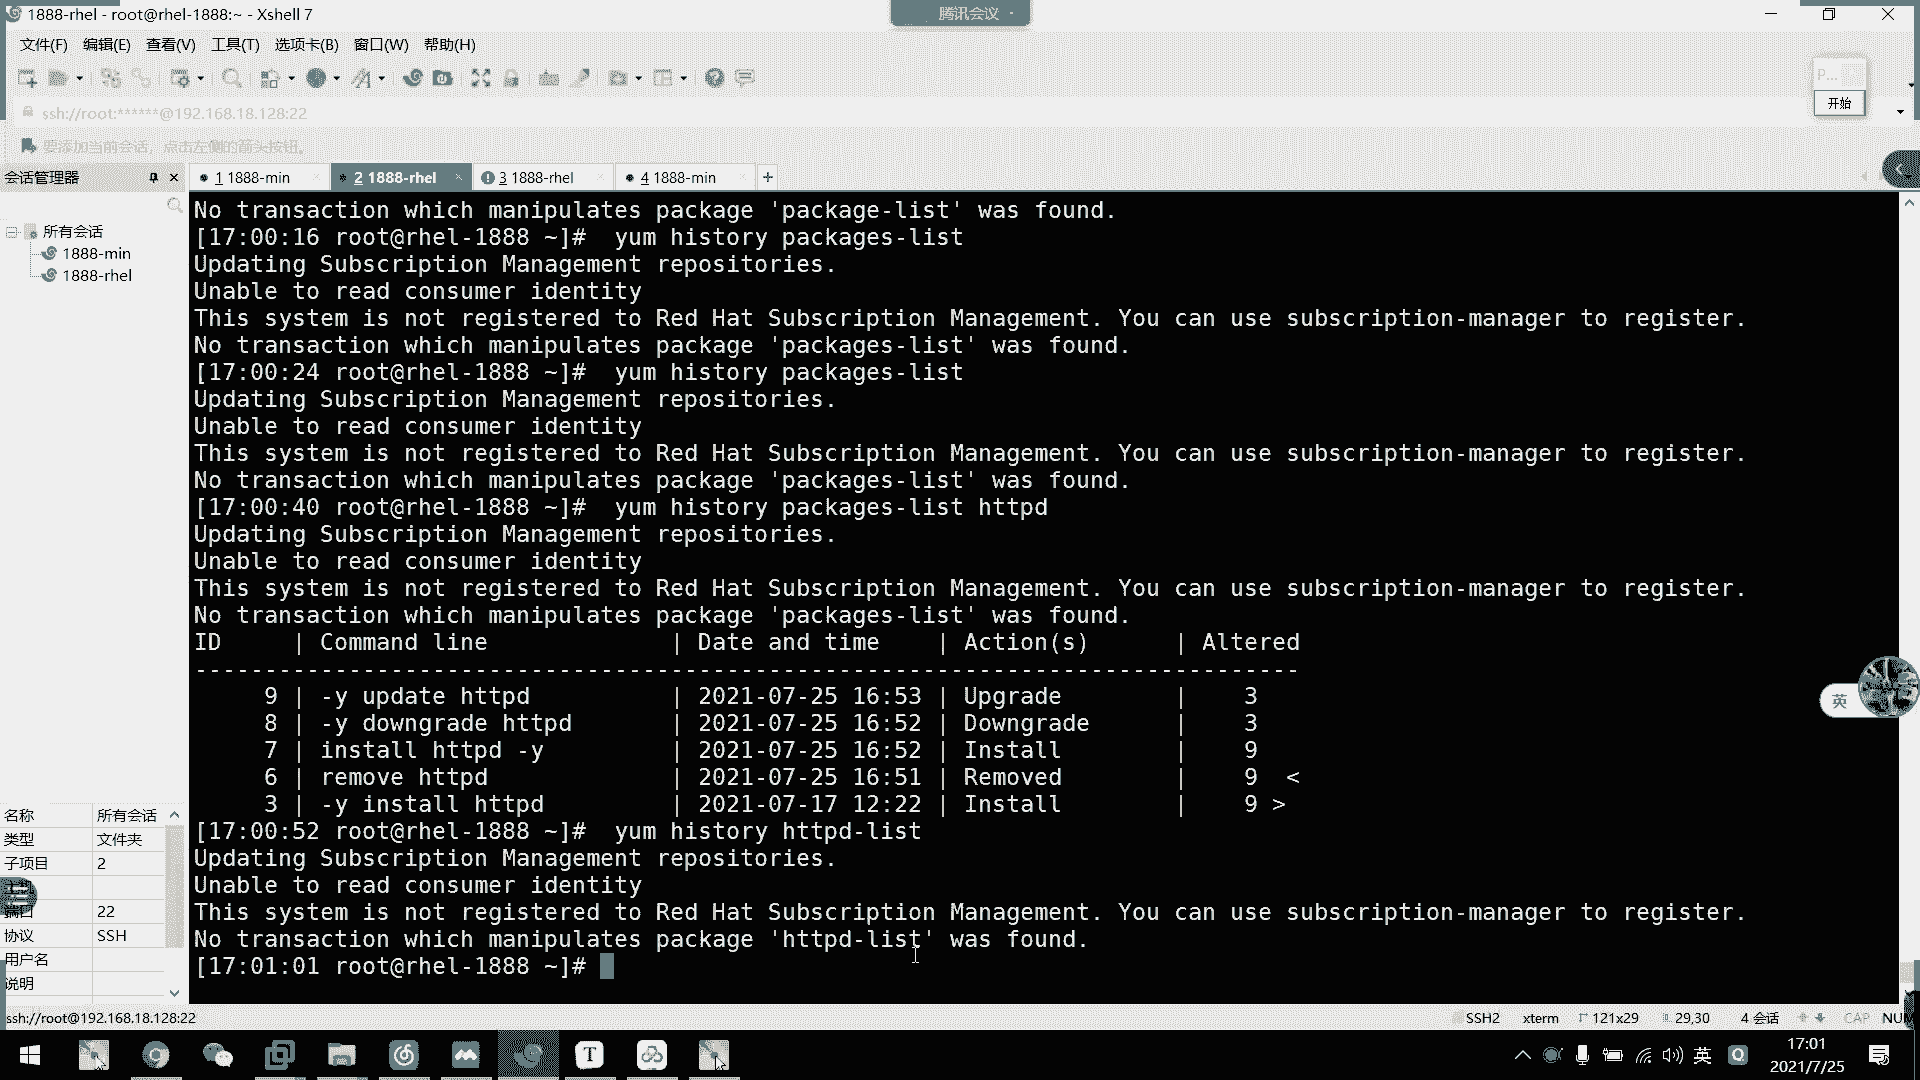 1888-rhel - root@rhel-1888:~ - Xshell 7
腾讯会议
文件(F) 编辑(E) 查看(V) 工具(T) 选项卡(B) 窗口(W) 帮助(H)
P...
开始
ssh://root:******@192.168.18.128:22
要添加当前会话，点击左侧的箭头按钮。
会话管理器
1 1888-min
2 1888-rhel
3 1888-rhel
4 1888-min
所有会话
1888-min
1888-rhel
No transaction which manipulates package 'package-list' was found.
[17:00:16 root@rhel-1888 ~]#  yum history packages-list
Updating Subscription Management repositories.
Unable to read consumer identity
This system is not registered to Red Hat Subscription Management. You can use subscription-manager to register.
No transaction which manipulates package 'packages-list' was found.
[17:00:24 root@rhel-1888 ~]#  yum history packages-list
Updating Subscription Management repositories.
Unable to read consumer identity
This system is not registered to Red Hat Subscription Management. You can use subscription-manager to register.
No transaction which manipulates package 'packages-list' was found.
[17:00:40 root@rhel-1888 ~]#  yum history packages-list httpd
Updating Subscription Management repositories.
Unable to read consumer identity
This system is not registered to Red Hat Subscription Management. You can use subscription-manager to register.
No transaction which manipulates package 'packages-list' was found.
ID | Command line | Date and time | Action(s) | Altered
-------------------------------------------------------------------------------
9 | -y update httpd | 2021-07-25 16:53 | Upgrade | 3
8 | -y downgrade httpd | 2021-07-25 16:52 | Downgrade | 3
7 | install httpd -y | 2021-07-25 16:52 | Install | 9
6 | remove httpd | 2021-07-25 16:51 | Removed | 9 <
3 | -y install httpd | 2021-07-17 12:22 | Install | 9 >
[17:00:52 root@rhel-1888 ~]#  yum history httpd-list
Updating Subscription Management repositories.
Unable to read consumer identity
This system is not registered to Red Hat Subscription Management. You can use subscription-manager to register.
No transaction which manipulates package 'httpd-list' was found.
[17:01:01 root@rhel-1888 ~]#
英
名称 所有会话
类型 文件夹
子项目 2
端口 22
协议 SSH
用户名
说明
ssh://root@192.168.18.128:22
SSH2 xterm 121x29 29,30 4 会话 CAP NUM
英
17:01
2021/7/25